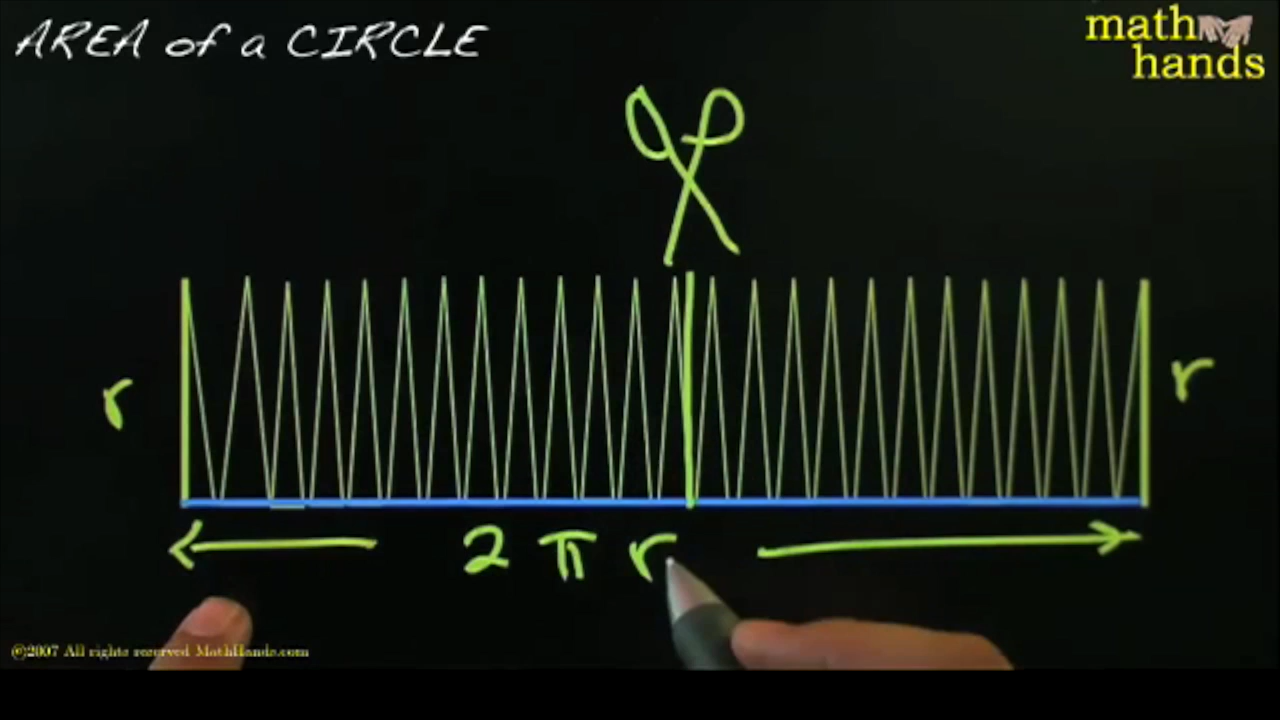 AREA of a CIRCLE
math
hands
r
r
2 π r
©2007 All rights reserved MathHands.com